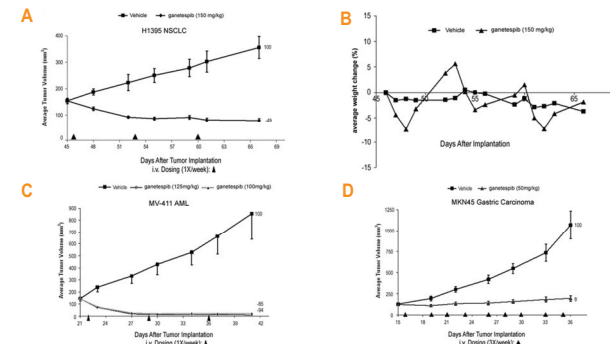 A
Vehicle ganetespib (150 mg/kg)
H1395 NSCLC
Average Tumor Volume (mm³)
400
300
200
100
0
100
-49
45 48 51 54 57 60 63 66 69
Days After Tumor Implantation
i.v. Dosing (1X/week): ▲
B
Vehicle ganetespib (150 mg/kg)
average weight change (%)
15
10
5
0
-5
-10
-15
45 50 55 65
Days After Implantation
C
Vehicle ganetespib (125mg/kg) ganetespib (100mg/kg)
MV-411 AML
Average Tumor Volume (mm³)
900
800
700
600
500
400
300
200
100
0
100
-94
21 24 27 30 33 36 39 42
Days After Tumor Implantation
i.v. Dosing (1X/week): ▲
D
Vehicle ganetespib (50mg/kg)
MKN45 Gastric Carcinoma
Average Tumor Volume (mm³)
1250
1000
750
500
250
0
100
15 18 21 24 27 30 33 36
Days After Tumor Implantation